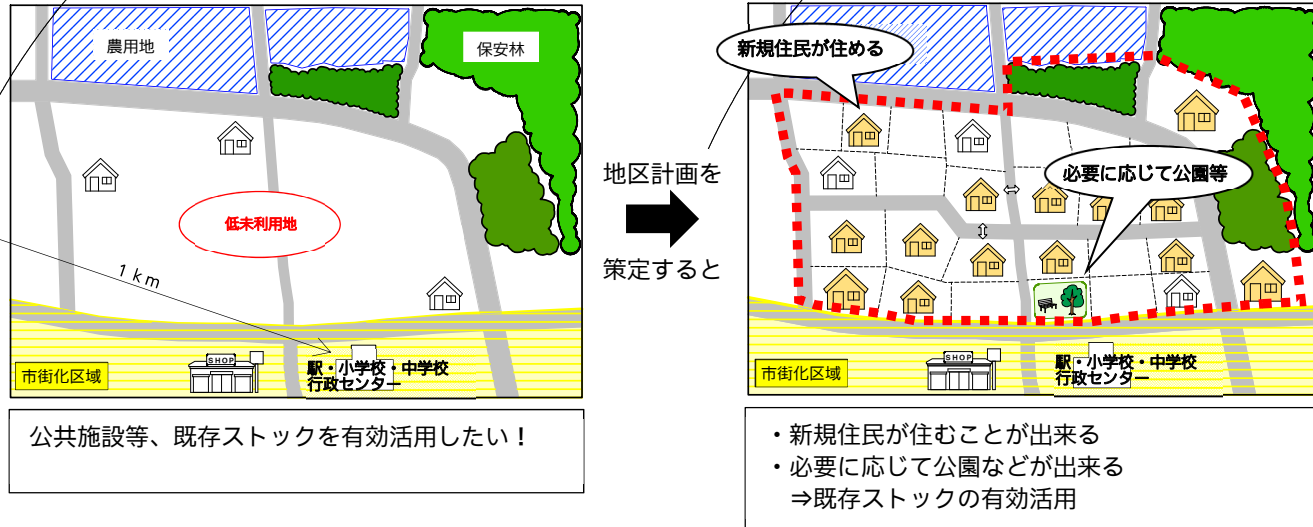 農用地
保安林
低未利用地
1km
SHOP
駅・小学校・中学校
行政センター
市街化区域
公共施設等、既存ストックを有効活用したい！
地区計画を
策定すると
新規住民が住める
必要に応じて公園等
SHOP
駅・小学校・中学校
行政センター
市街化区域
・新規住民が住むことが出来る
・必要に応じて公園などが出来る
⇒既存ストックの有効活用